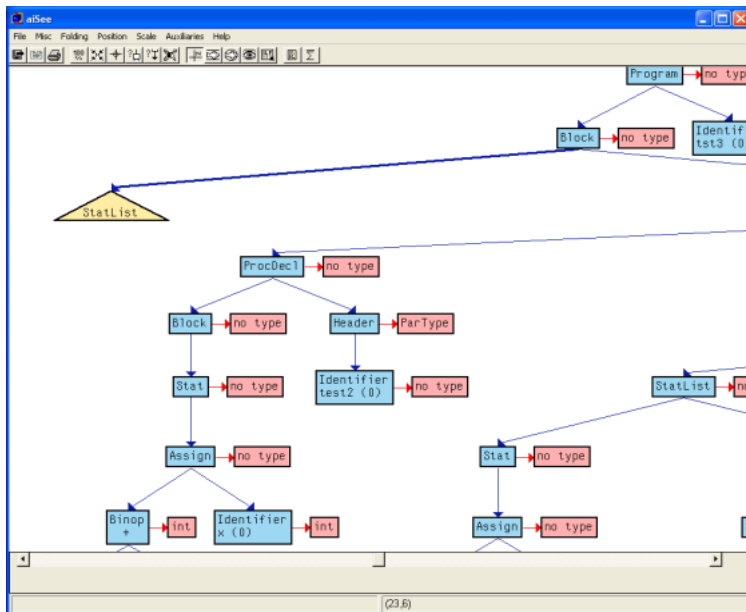 aiSee
File Misc Folding Position Scale Auxiliaries Help
Program no typ
Block no type Identif
tst3 (0
StatList
ProcDecl no type
Block no type Header ParType
Stat no type Identifier
test2 (0) no type StatList
Assign no type Stat no type
Binop
+ int Identifier
x (0) int Assign no type
(23,6)